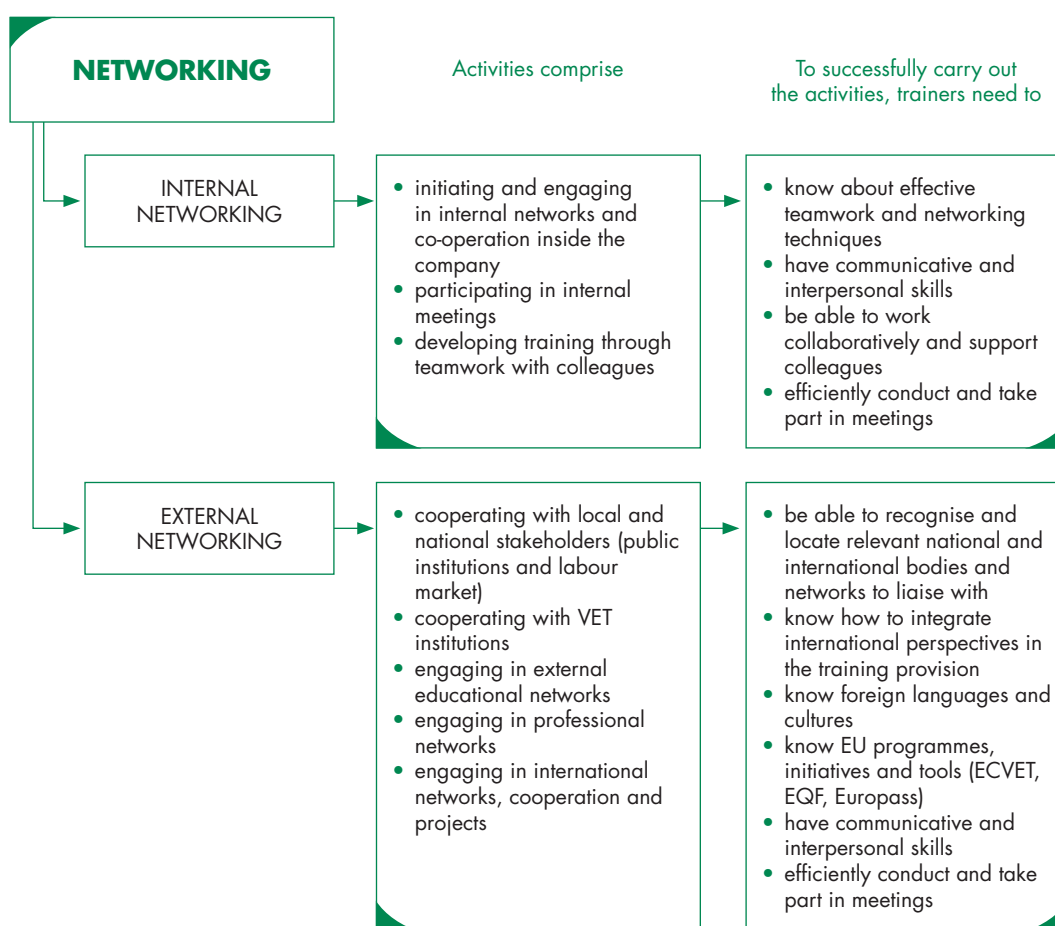 NETWORKING
Activities comprise
To successfully carry out
the activities, trainers need to
INTERNAL
NETWORKING
• initiating and engaging
in internal networks and
co-operation inside the
company
• participating in internal
meetings
• developing training through
teamwork with colleagues
• know about effective
teamwork and networking
techniques
• have communicative and
interpersonal skills
• be able to work
collaboratively and support
colleagues
• efficiently conduct and take
part in meetings
EXTERNAL
NETWORKING
• cooperating with local and
national stakeholders (public
institutions and labour
market)
• cooperating with VET
institutions
• engaging in external
educational networks
• engaging in professional
networks
• engaging in international
networks, cooperation and
projects
• be able to recognise and
locate relevant national and
international bodies and
networks to liaise with
• know how to integrate
international perspectives in
the training provision
• know foreign languages and
cultures
• know EU programmes,
initiatives and tools (ECVET,
EQF, Europass)
• have communicative and
interpersonal skills
• efficiently conduct and take
part in meetings